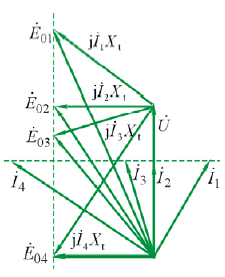 Ė₀₁
jİ₁Xₜ
jİ₂Xₜ
Ė₀₂
U̇
Ė₀₃
jİ₃Xₜ
İ₄
İ₃
İ₂
İ₁
jİ₄Xₜ
Ė₀₄